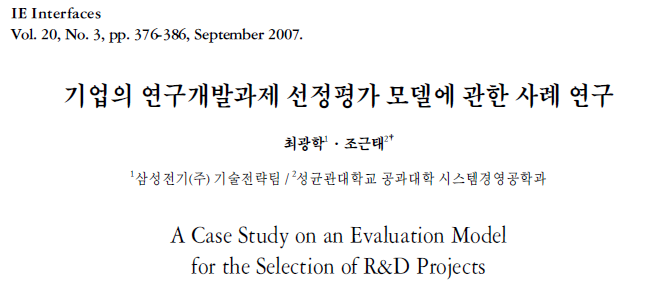 IE Interfaces
Vol. 20, No. 3, pp. 376-386, September 2007.
기업의 연구개발과제 선정평가 모델에 관한 사례 연구
최광학¹・조근태²†
¹삼성전기(주) 기술전략팀 / ²성균관대학교 공과대학 시스템경영공학과
A Case Study on an Evaluation Model
for the Selection of R&D Projects